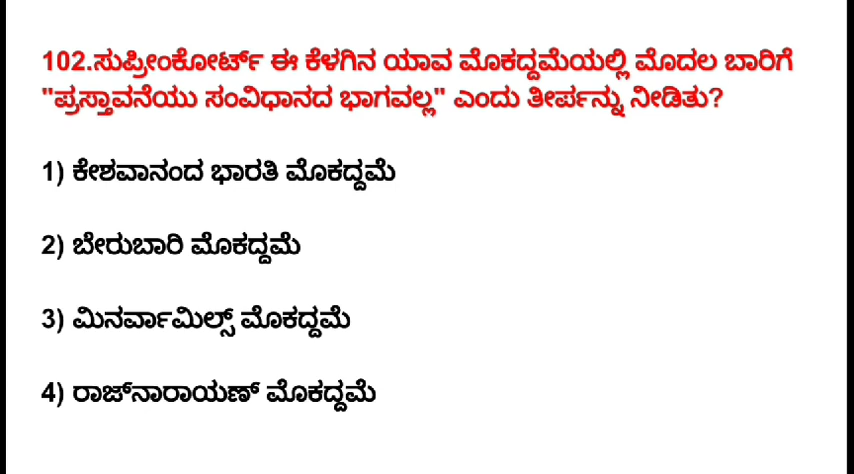 102.ಸುಪ್ರೀಂಕೋರ್ಟ್ ಈ ಕೆಳಗಿನ ಯಾವ ಮೊಕದ್ದಮೆಯಲ್ಲಿ ಮೊದಲ ಬಾರಿಗೆ
"ಪ್ರಸ್ತಾವನೆಯು ಸಂವಿಧಾನದ ಭಾಗವಲ್ಲ" ಎಂದು ತೀರ್ಪನ್ನು ನೀಡಿತು?
1) ಕೇಶವಾನಂದ ಭಾರತಿ ಮೊಕದ್ದಮೆ
2) ಬೇರುಬಾರಿ ಮೊಕದ್ದಮೆ
3) ಮಿನರ್ವಾಮಿಲ್ಸ್ ಮೊಕದ್ದಮೆ
4) ರಾಜ್‌ನಾರಾಯಣ್ ಮೊಕದ್ದಮೆ